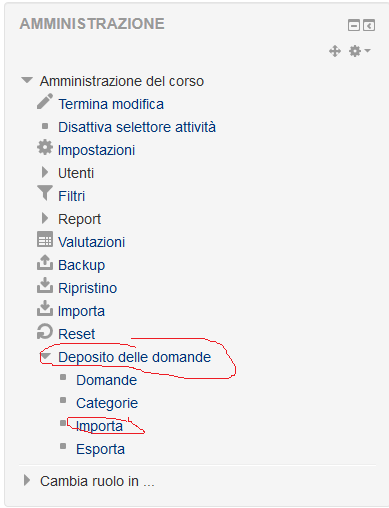 AMMINISTRAZIONE
Amministrazione del corso
Termina modifica
Disattiva selettore attività
Impostazioni
Utenti
Filtri
Report
Valutazioni
Backup
Ripristino
Importa
Reset
Deposito delle domande
Domande
Categorie
Importa
Esporta
Cambia ruolo in ...